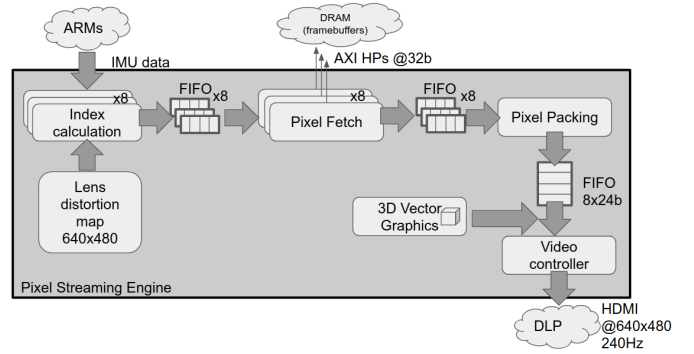 ARMs
DRAM
(framebuffers)
IMU data
AXI HPs @32b
x8
Index
calculation
FIFO
x8
x8
Pixel Fetch
FIFO
x8
Pixel Packing
Lens
distortion
map
640x480
3D Vector
Graphics
FIFO
8x24b
Video
controller
Pixel Streaming Engine
DLP
HDMI
@640x480
240Hz